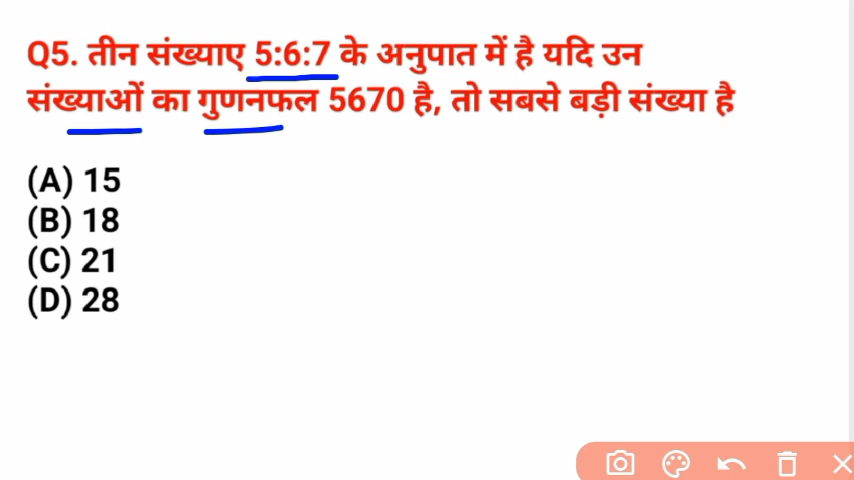 Q5. तीन संख्याए 5:6:7 के अनुपात में है यदि उन
संख्याओं का गुणनफल 5670 है, तो सबसे बड़ी संख्या है
(A) 15
(B) 18
(C) 21
(D) 28